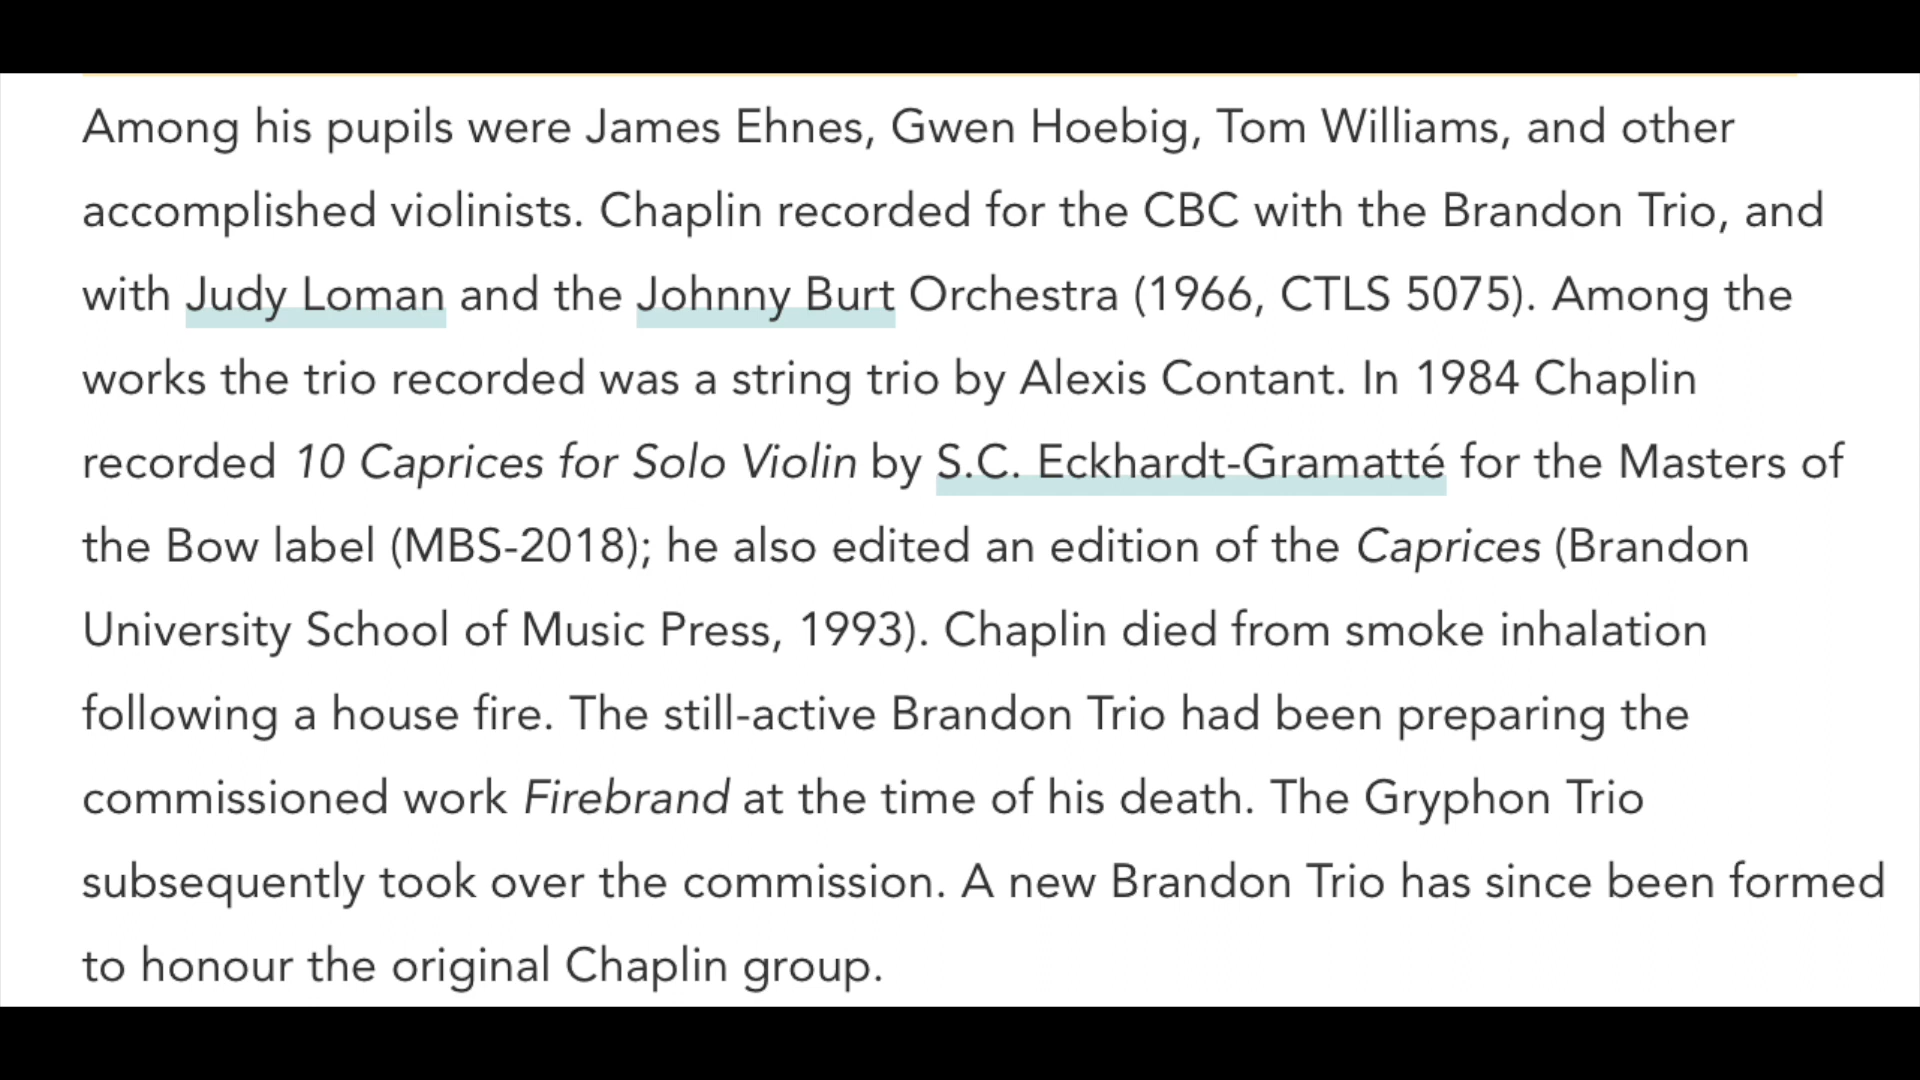 Among his pupils were James Ehnes, Gwen Hoebig, Tom Williams, and other
accomplished violinists. Chaplin recorded for the CBC with the Brandon Trio, and
with Judy Loman and the Johnny Burt Orchestra (1966, CTLS 5075). Among the
works the trio recorded was a string trio by Alexis Contant. In 1984 Chaplin
recorded 10 Caprices for Solo Violin by S.C. Eckhardt-Gramatté for the Masters of
the Bow label (MBS-2018); he also edited an edition of the Caprices (Brandon
University School of Music Press, 1993). Chaplin died from smoke inhalation
following a house fire. The still-active Brandon Trio had been preparing the
commissioned work Firebrand at the time of his death. The Gryphon Trio
subsequently took over the commission. A new Brandon Trio has since been formed
to honour the original Chaplin group.